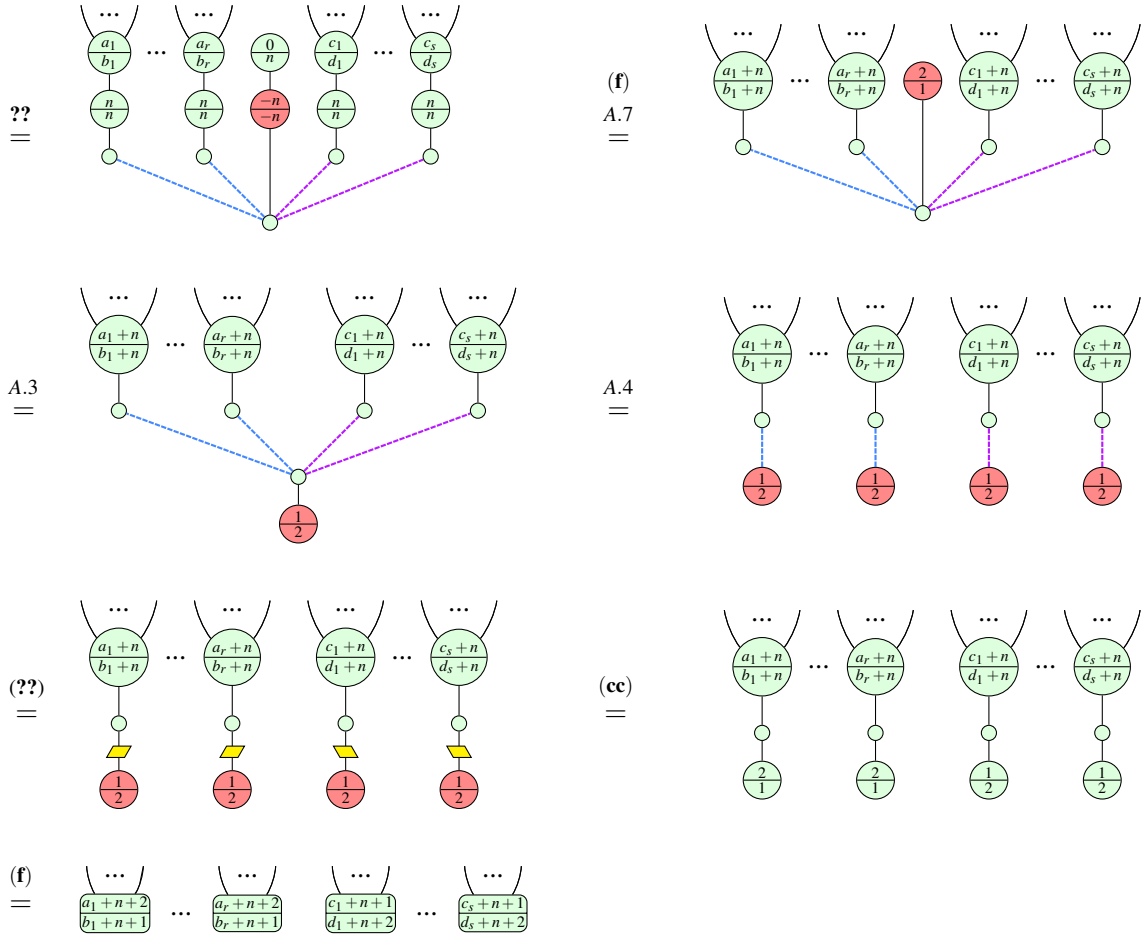 ... ... ... ...
a₁/b₁ ... aᵣ/bᵣ 0/n c₁/d₁ ... cₛ/dₛ
?? = n/n n/n −n/−n n/n n/n
... ... ... ...
(f) A.7 = a₁+n/b₁+n ... aᵣ+n/bᵣ+n 2/1 c₁+n/d₁+n ... cₛ+n/dₛ+n
... ... ... ...
A.3 = a₁+n/b₁+n ... aᵣ+n/bᵣ+n c₁+n/d₁+n ... cₛ+n/dₛ+n
1/2
... ... ... ...
A.4 = a₁+n/b₁+n ... aᵣ+n/bᵣ+n c₁+n/d₁+n ... cₛ+n/dₛ+n
1/2 1/2 1/2 1/2
... ... ... ...
(??) = a₁+n/b₁+n ... aᵣ+n/bᵣ+n c₁+n/d₁+n ... cₛ+n/dₛ+n
1/2 1/2 1/2 1/2
... ... ... ...
(cc) = a₁+n/b₁+n ... aᵣ+n/bᵣ+n c₁+n/d₁+n ... cₛ+n/dₛ+n
2/1 2/1 1/2 1/2
... ... ... ...
(f) = a₁+n+2/b₁+n+1 ... aᵣ+n+2/bᵣ+n+1 c₁+n+1/d₁+n+2 ... cₛ+n+1/dₛ+n+2